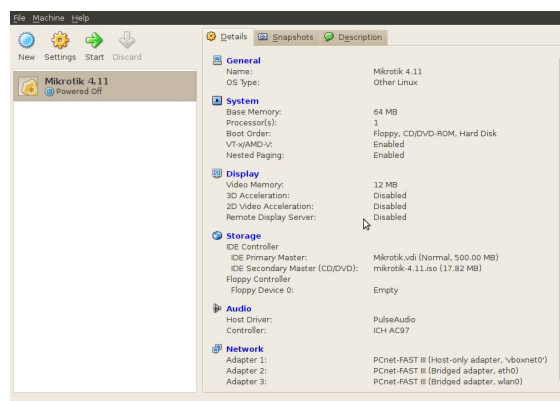 File Machine Help
New Settings Start Discard
Mikrotik 4.11
Powered Off
Details Snapshots Description
General
Name: Mikrotik 4.11
OS Type: Other Linux
System
Base Memory: 64 MB
Processor(s): 1
Boot Order: Floppy, CD/DVD-ROM, Hard Disk
VT-x/AMD-V: Enabled
Nested Paging: Enabled
Display
Video Memory: 12 MB
3D Acceleration: Disabled
2D Video Acceleration: Disabled
Remote Display Server: Disabled
Storage
IDE Controller
IDE Primary Master: Mikrotik.vdi (Normal, 500.00 MB)
IDE Secondary Master (CD/DVD): mikrotik-4.11.iso (17.82 MB)
Floppy Controller
Floppy Device 0: Empty
Audio
Host Driver: PulseAudio
Controller: ICH AC97
Network
Adapter 1: PCnet-FAST III (Host-only adapter, 'vboxnet0')
Adapter 2: PCnet-FAST III (Bridged adapter, eth0)
Adapter 3: PCnet-FAST III (Bridged adapter, wlan0)